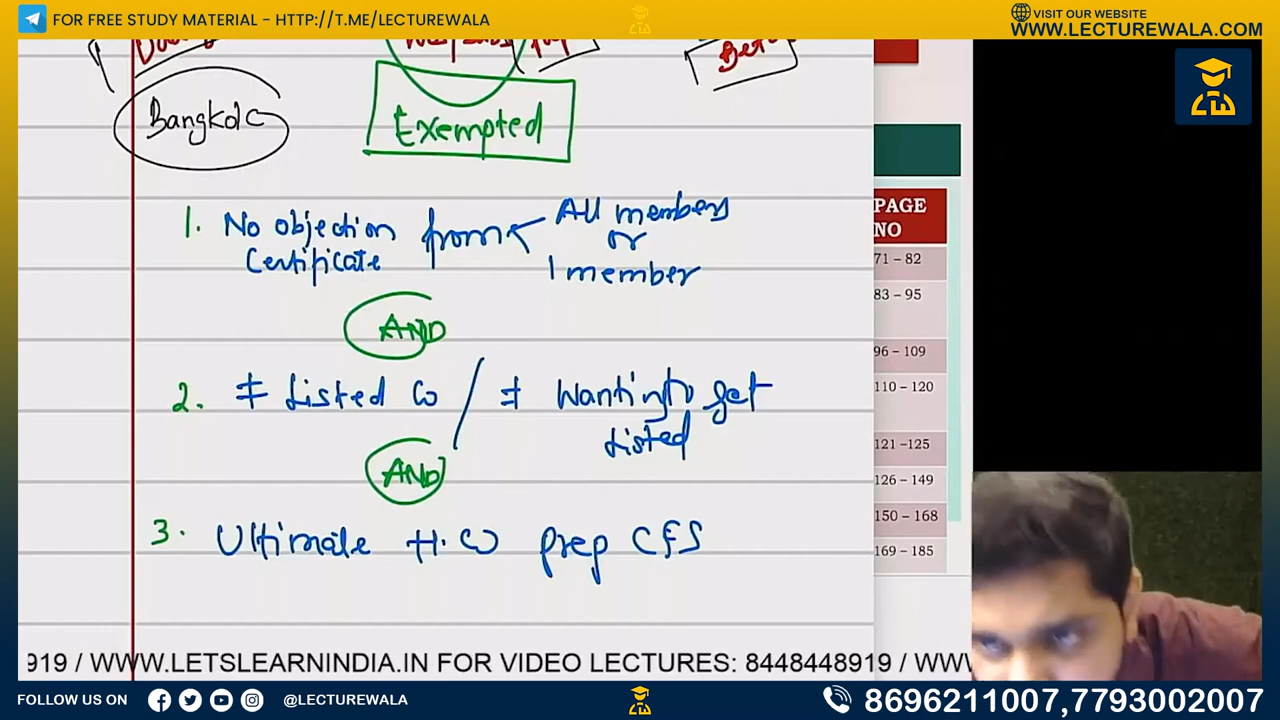 FOR FREE STUDY MATERIAL - HTTP://T.ME/LECTUREWALA
VISIT OUR WEBSITE
WWW.LECTUREWALA.COM
Bangkok
Exempted
PAGE NO
71 – 82
83 – 95
96 – 109
110 – 120
121 –125
126 – 149
150 – 168
169 – 185
1. No objection from All members
Certificate or
1 member
AND
2. ≠ Listed Co / ≠ Wanting to get
Listed
AND
3. Ultimate H.Co prep CFS
919 / WWW.LETSLEARNINDIA.IN FOR VIDEO LECTURES: 8448448919 / WWW
FOLLOW US ON @LECTUREWALA 8696211007,7793002007